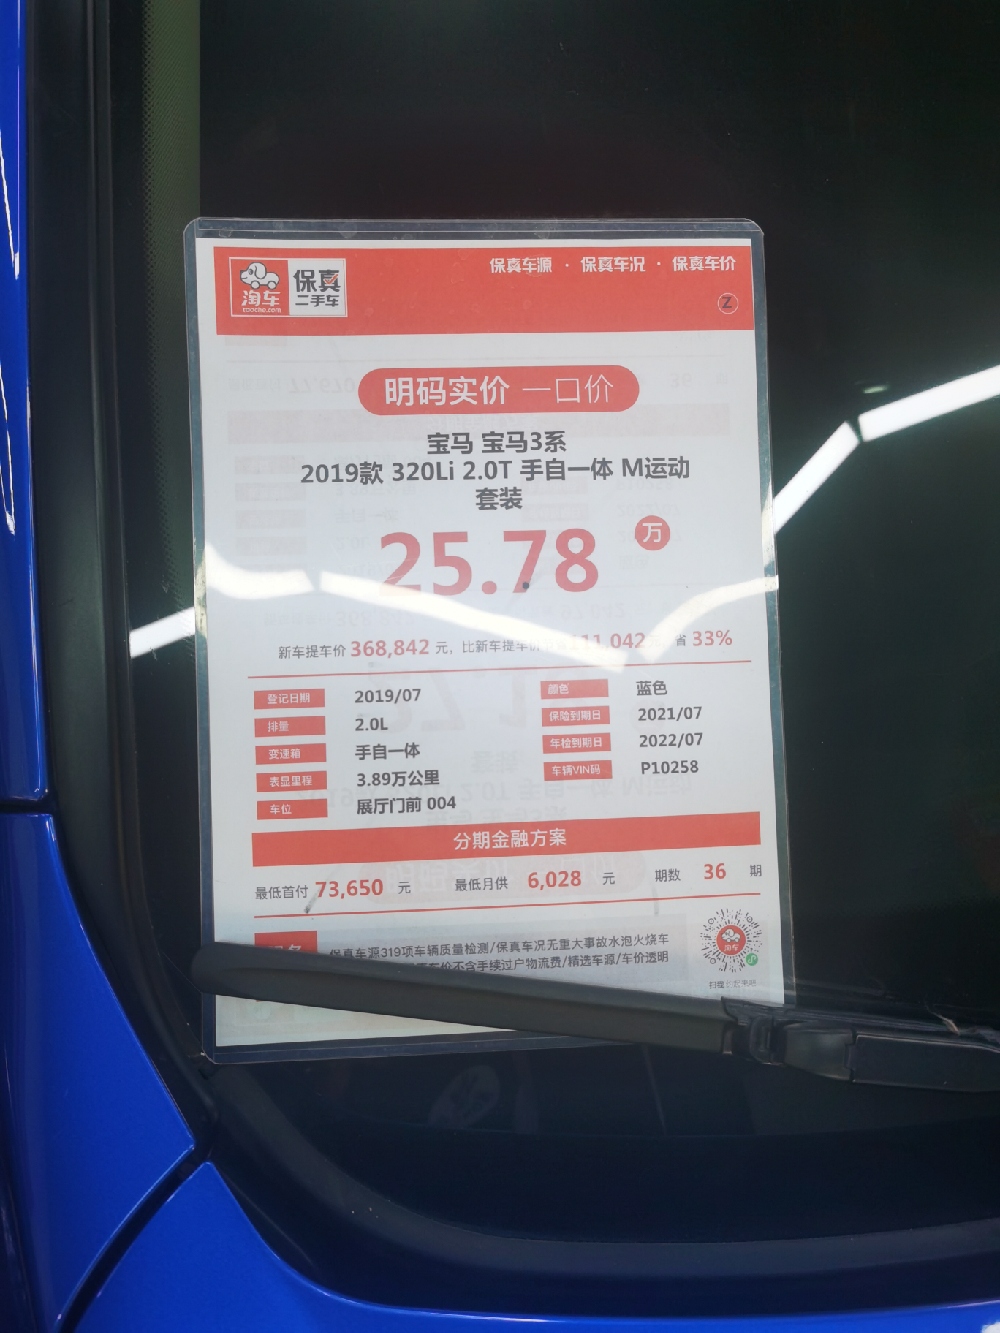 保真车源 · 保真车况 · 保真车价
淘车
taoche.com
保真
二手车
Z
明码实价 一口价
宝马 宝马3系
2019款 320Li 2.0T 手自一体 M运动
套装
25.78 万
新车提车价 368,842 元, 比新车提车价 111,042 省 33%
登记日期 2019/07 颜色 蓝色
排量 2.0L 保险到期日 2021/07
变速箱 手自一体 年检到期日 2022/07
表显里程 3.89万公里 车辆VIN码 P10258
车位 展厅门前 004
分期金融方案
最低首付 73,650 元 最低月供 6,028 元 期数 36 期
保真车源319项车辆质量检测/保真车况无重大事故水泡火烧车
车价不含手续过户物流费/精选车源/车价透明
淘车